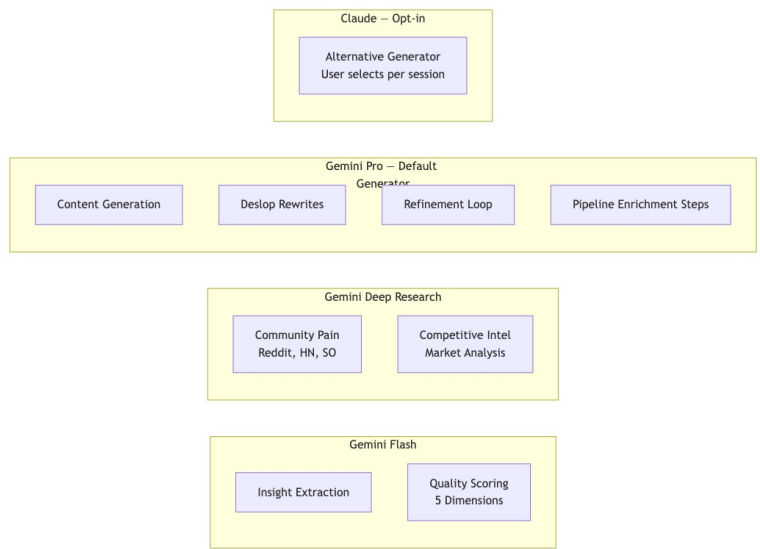 Claude — Opt-in
Alternative Generator
User selects per session
Gemini Pro — Default
Generator
Content Generation
Deslop Rewrites
Refinement Loop
Pipeline Enrichment Steps
Gemini Deep Research
Community Pain
Reddit, HN, SO
Competitive Intel
Market Analysis
Gemini Flash
Insight Extraction
Quality Scoring
5 Dimensions